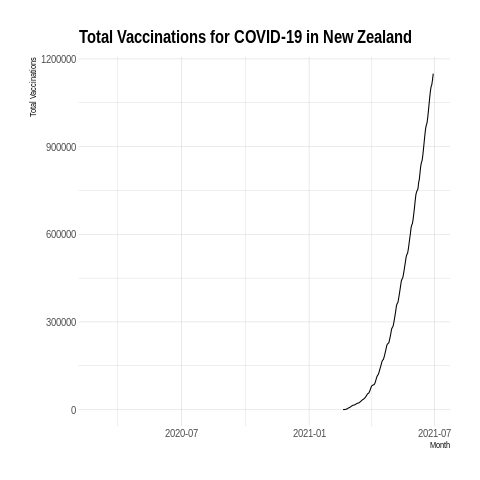 Total Vaccinations for COVID-19 in New Zealand
Total Vaccinations
1200000
900000
600000
300000
0
2020-07
2021-01
2021-07
Month